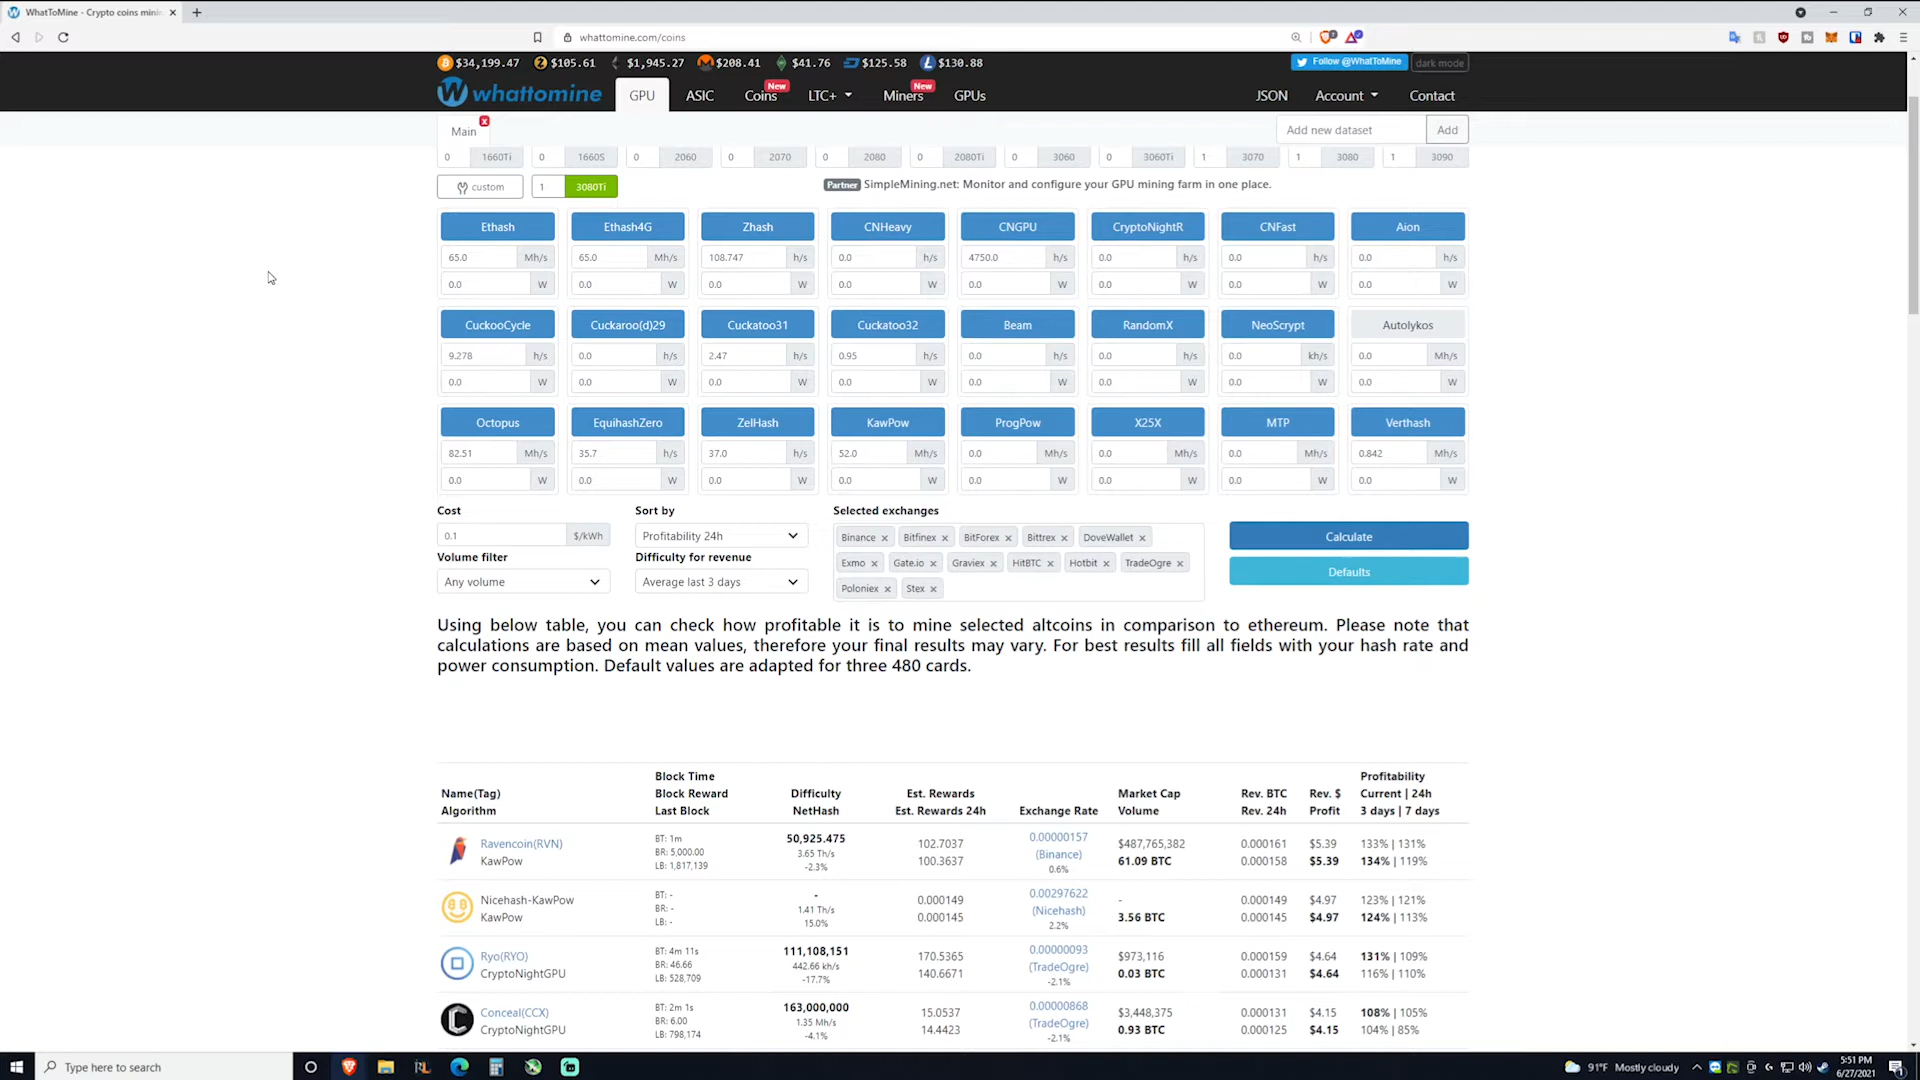 WhatToMine - Crypto coins minin
whattomine.com/coins
$34,199.47 $105.61 $1,945.27 $208.41 $41.76 $125.58 $130.88
Follow @WhatToMine dark mode
whattomine GPU ASIC Coins New LTC+ Miners New GPUs JSON Account Contact
Main x Add new dataset Add
0 1660Ti 0 1660S 0 2060 0 2070 0 2080 0 2080Ti 0 3060 0 3060Ti 1 3070 1 3080 1 3090
custom 1 3080Ti Partner SimpleMining.net: Monitor and configure your GPU mining farm in one place.
Ethash Ethash4G Zhash CNHeavy CNGPU CryptoNightR CNFast Aion
65.0 Mh/s 65.0 Mh/s 108.747 h/s 0.0 h/s 4750.0 h/s 0.0 h/s 0.0 h/s 0.0 h/s
0.0 W 0.0 W 0.0 W 0.0 W 0.0 W 0.0 W 0.0 W 0.0 W
CuckooCycle Cuckaroo(d)29 Cuckatoo31 Cuckatoo32 Beam RandomX NeoScrypt Autolykos
9.278 h/s 0.0 h/s 2.47 h/s 0.95 h/s 0.0 h/s 0.0 h/s 0.0 kh/s 0.0 Mh/s
0.0 W 0.0 W 0.0 W 0.0 W 0.0 W 0.0 W 0.0 W 0.0 W
Octopus EquihashZero ZelHash KawPow ProgPow X25X MTP Verthash
82.51 Mh/s 35.7 h/s 37.0 h/s 52.0 Mh/s 0.0 Mh/s 0.0 Mh/s 0.0 Mh/s 0.842 Mh/s
0.0 W 0.0 W 0.0 W 0.0 W 0.0 W 0.0 W 0.0 W 0.0 W
Cost Sort by Selected exchanges
0.1 $/kWh Profitability 24h Binance × Bitfinex × BitForex × Bittrex × DoveWallet × Calculate
Volume filter Difficulty for revenue Exmo × Gate.io × Graviex × HitBTC × Hotbit × TradeOgre × Defaults
Any volume Average last 3 days Poloniex × Stex ×
Using below table, you can check how profitable it is to mine selected altcoins in comparison to ethereum. Please note that
calculations are based on mean values, therefore your final results may vary. For best results fill all fields with your hash rate and
power consumption. Default values are adapted for three 480 cards.
Block Time Profitability
Name(Tag) Block Reward Difficulty Est. Rewards Market Cap Rev. BTC Rev. $ Current | 24h
Algorithm Last Block NetHash Est. Rewards 24h Exchange Rate Volume Rev. 24h Profit 3 days | 7 days
Ravencoin(RVN) BT: 1m 50,925.475 102.7037 0.00000157 $487,765,382 0.000161 $5.39 133% | 131%
BR: 5,000.00 3.65 Th/s (Binance)
KawPow LB: 1,817,139 -2.3% 100.3637 0.6% 61.09 BTC 0.000158 $5.39 134% | 119%
Nicehash-KawPow BT: - - 0.000149 0.00297622 - 0.000149 $4.97 123% | 121%
BR: - 1.41 Th/s (Nicehash)
KawPow LB: - 15.0% 0.000145 2.2% 3.56 BTC 0.000145 $4.97 124% | 113%
Ryo(RYO) BT: 4m 11s 111,108,151 170.5365 0.00000093 $973,116 0.000159 $4.64 131% | 109%
BR: 46.66 442.66 kh/s (TradeOgre)
CryptoNightGPU LB: 528,709 -17.7% 140.6671 -2.1% 0.03 BTC 0.000131 $4.64 116% | 110%
Conceal(CCX) BT: 2m 1s 163,000,000 15.0537 0.00000868 $3,448,375 0.000131 $4.15 108% | 105%
BR: 6.00 1.35 Mh/s (TradeOgre)
CryptoNightGPU LB: 798,174 -4.1% 14.4423 -2.1% 0.93 BTC 0.000125 $4.15 104% | 85%
Type here to search 91°F Mostly cloudy 5:51 PM
6/27/2021